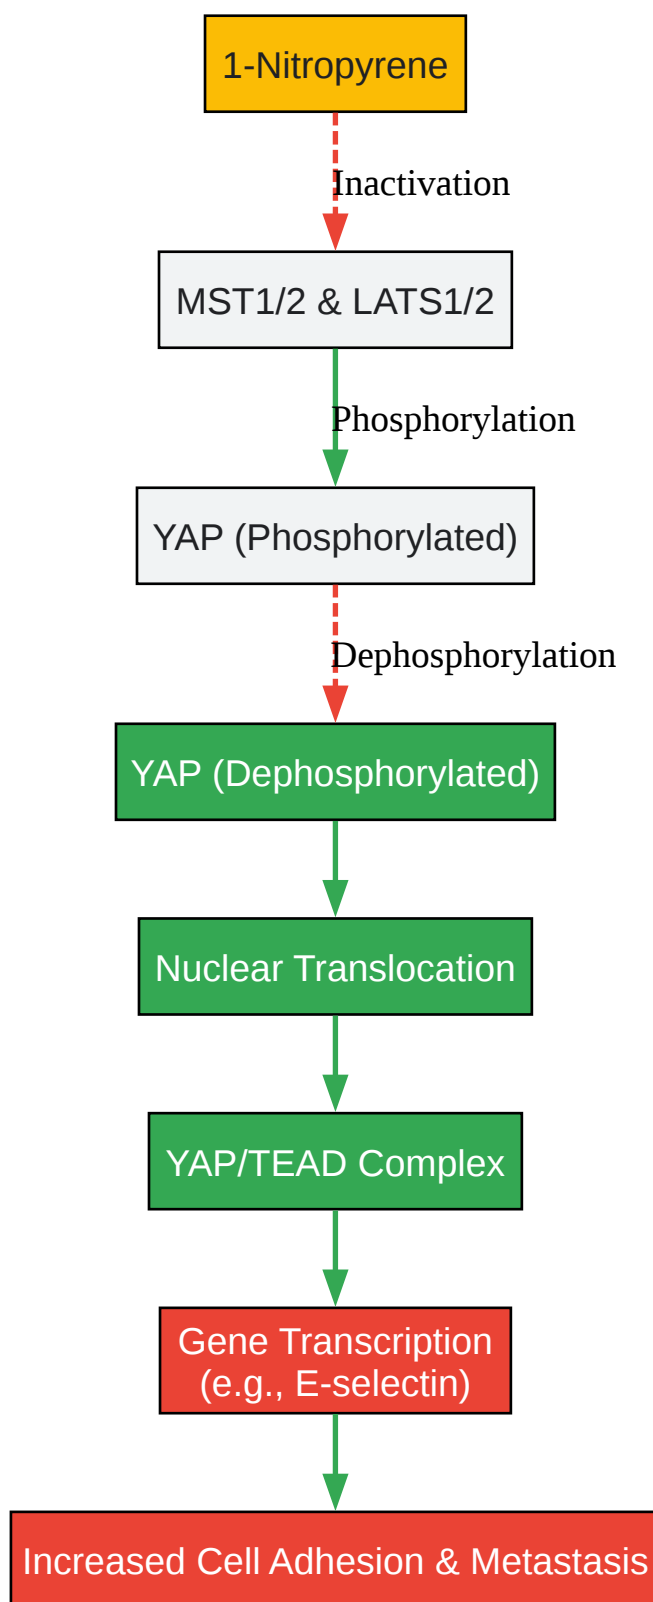 1-Nitropyrene
Inactivation
MST1/2 & LATS1/2
Phosphorylation
YAP (Phosphorylated)
Dephosphorylation
YAP (Dephosphorylated)
Nuclear Translocation
YAP/TEAD Complex
Gene Transcription
(e.g., E-selectin)
Increased Cell Adhesion & Metastasis